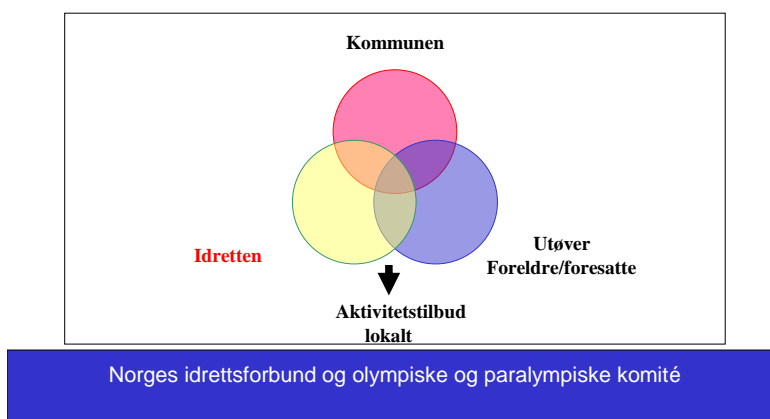 Kommunen
Idretten
Utøver
Foreldre/foresatte
Aktivitetstilbud
lokalt
Norges idrettsforbund og olympiske og paralympiske komité